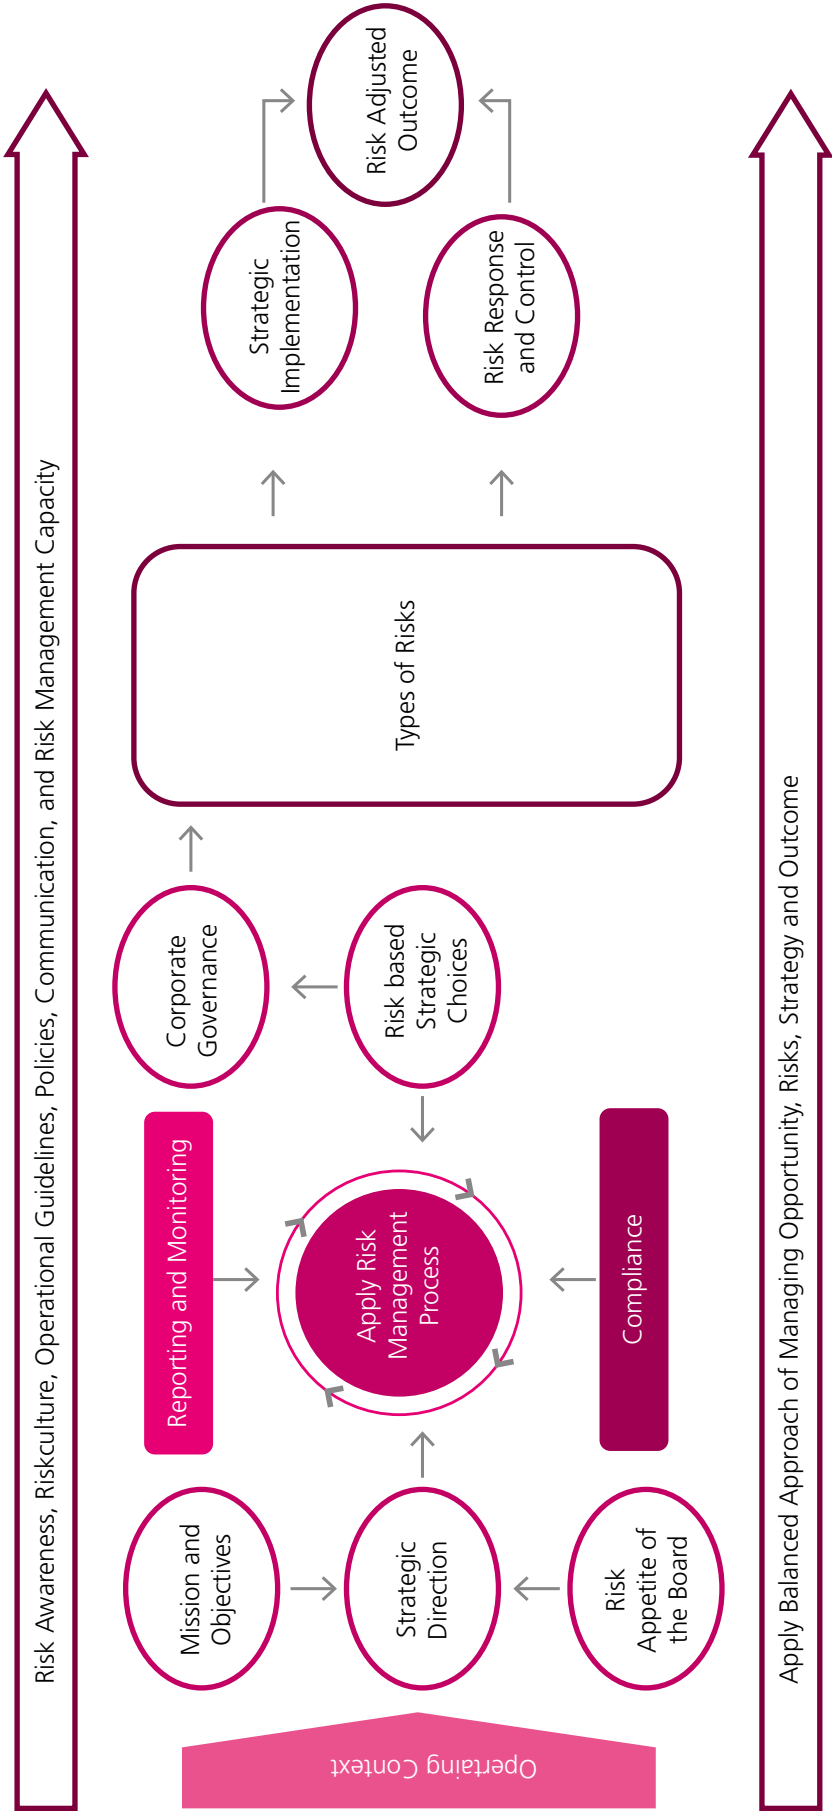 Risk Awareness, Riskculture, Operational Guidelines, Policies, Communication, and Risk Management Capacity
Opertaing Context
Mission and
Objectives
Strategic
Direction
Risk
Appetite of
the Board
Reporting and Monitoring
Apply Risk
Management
Process
Compliance
Corporate
Governance
Risk based
Strategic
Choices
Types of Risks
Strategic
Implementation
Risk Response
and Control
Risk Adjusted
Outcome
Apply Balanced Approach of Managing Opportunity, Risks, Strategy and Outcome